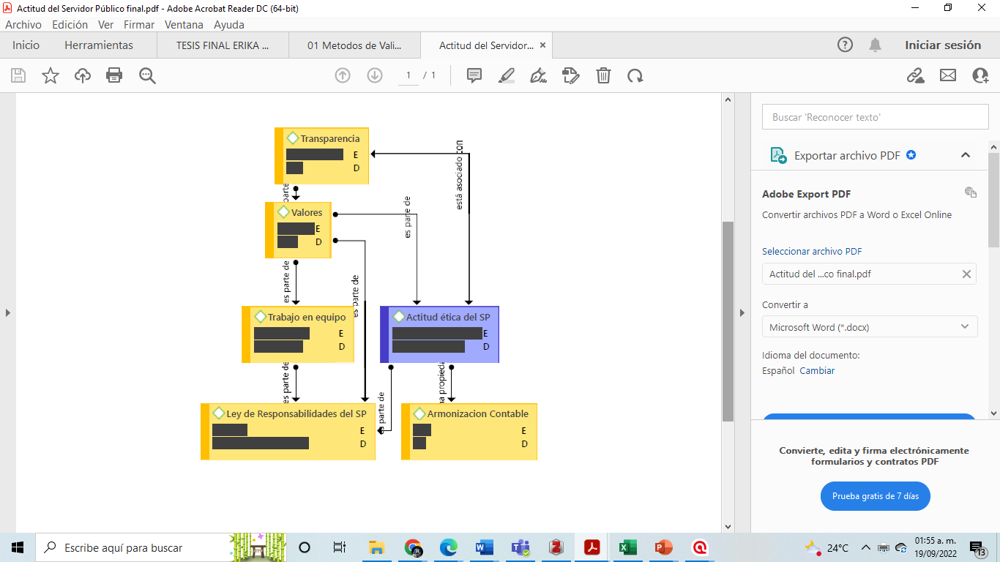 Actitud del Servidor Público final.pdf - Adobe Acrobat Reader DC (64-bit)
Archivo Edición Ver Firmar Ventana Ayuda
Inicio Herramientas TESIS FINAL ERIKA ... 01 Metodos de Vali... Actitud del Servidor... ×
Iniciar sesión
1 / 1
Buscar 'Reconocer texto'
Exportar archivo PDF
Adobe Export PDF
Convertir archivos PDF a Word o Excel Online
Seleccionar archivo PDF
Actitud del ...co final.pdf
Convertir a
Microsoft Word (*.docx)
Idioma del documento:
Español Cambiar
Convierte, edita y firma electrónicamente
formularios y contratos PDF
Prueba gratis de 7 días
Transparencia
E
D
está asociado con
parte
Valores
E
D
es parte de
es parte de
es parte de
Trabajo en equipo
E
D
Actitud ética del SP
E
D
es parte de
es parte de
na propieda
Ley de Responsabilidades del SP
E
D
Armonizacion Contable
E
D
Escribe aquí para buscar
24°C
01:55 a. m.
19/09/2022
13